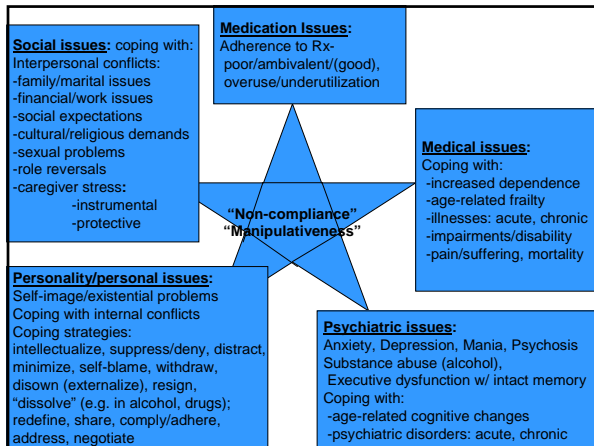 Medication Issues:
Adherence to Rx-
poor/ambivalent/(good),
overuse/underutilization
Social issues: coping with:
Interpersonal conflicts:
-family/marital issues
-financial/work issues
-social expectations
-cultural/religious demands
-sexual problems
-role reversals
-caregiver stress:
-instrumental
-protective
Medical issues:
Coping with:
-increased dependence
-age-related frailty
-illnesses: acute, chronic
-impairments/disability
-pain/suffering, mortality
“Non-compliance”
“Manipulativeness”
Personality/personal issues:
Self-image/existential problems
Coping with internal conflicts
Coping strategies:
intellectualize, suppress/deny, distract,
minimize, self-blame, withdraw,
disown (externalize), resign,
“dissolve” (e.g. in alcohol, drugs);
redefine, share, comply/adhere,
address, negotiate
Psychiatric issues:
Anxiety, Depression, Mania, Psychosis
Substance abuse (alcohol),
Executive dysfunction w/ intact memory
Coping with:
-age-related cognitive changes
-psychiatric disorders: acute, chronic